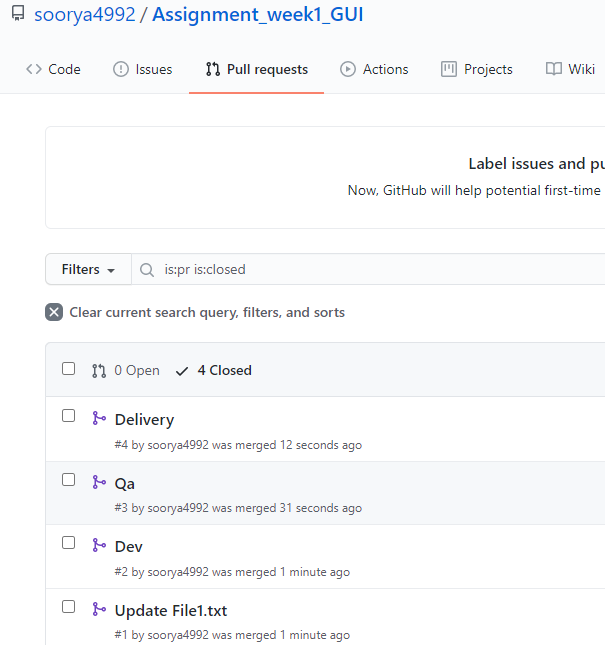 soorya4992 / Assignment_week1_GUI
Code Issues Pull requests Actions Projects Wiki
Label issues and pu
Now, GitHub will help potential first-time
Filters is:pr is:closed
Clear current search query, filters, and sorts
0 Open 4 Closed
Delivery
#4 by soorya4992 was merged 12 seconds ago
Qa
#3 by soorya4992 was merged 31 seconds ago
Dev
#2 by soorya4992 was merged 1 minute ago
Update File1.txt
#1 by soorya4992 was merged 1 minute ago